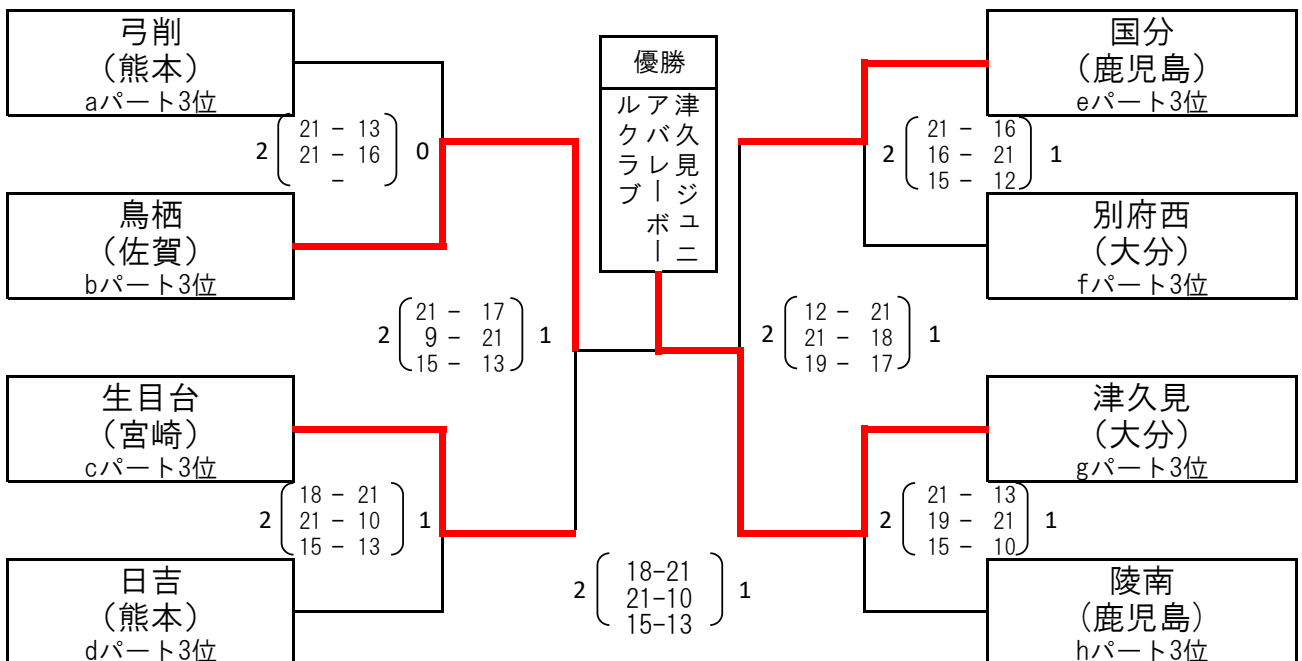 弓削
(熊本)
aパート3位
2
21 - 13
21 - 16
-
0
鳥栖
(佐賀)
bパート3位
2
21 - 17
9 - 21
15 - 13
1
生目台
(宮崎)
cパート3位
2
18 - 21
21 - 10
15 - 13
1
日吉
(熊本)
dパート3位
優勝
津久見ジュニ
アバレーボー
ルクラブ
2
18-21
21-10
15-13
1
国分
(鹿児島)
eパート3位
2
21 - 16
16 - 21
15 - 12
1
別府西
(大分)
fパート3位
2
12 - 21
21 - 18
19 - 17
1
津久見
(大分)
gパート3位
2
21 - 13
19 - 21
15 - 10
1
陵南
(鹿児島)
hパート3位